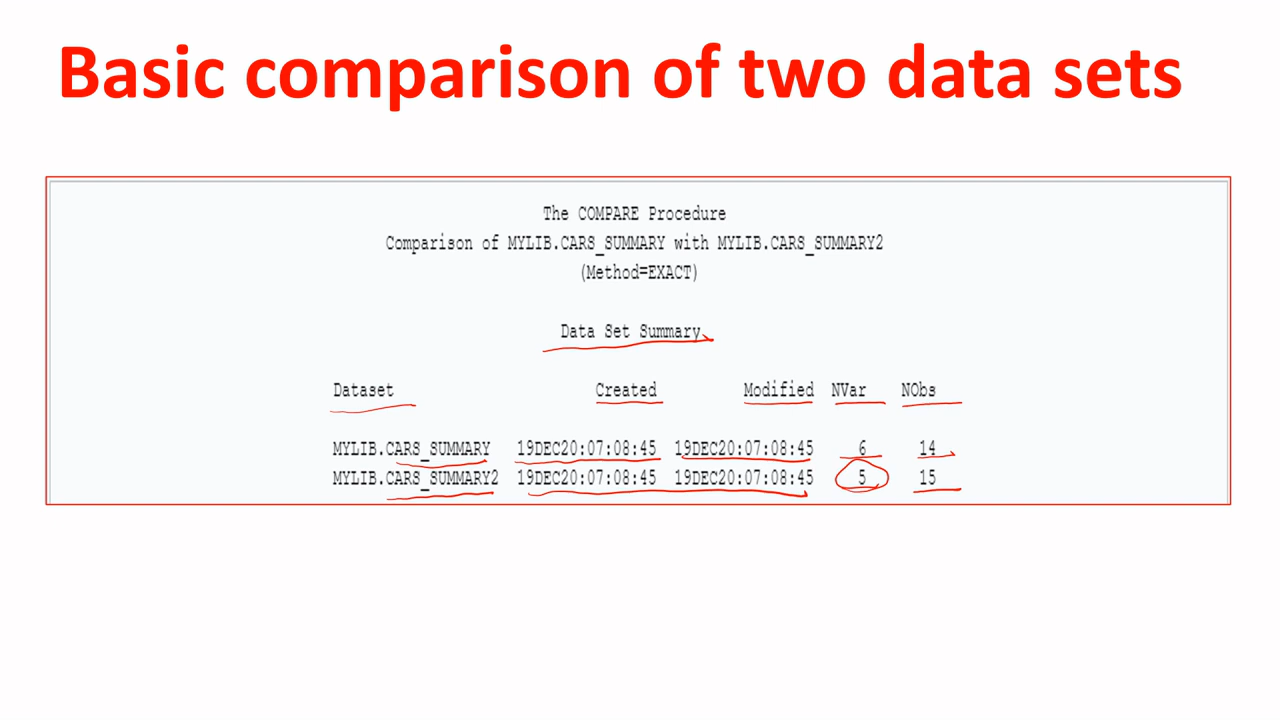 Basic comparison of two data sets
The COMPARE Procedure
Comparison of MYLIB.CARS_SUMMARY with MYLIB.CARS_SUMMARY2
(Method=EXACT)
Data Set Summary
Dataset Created Modified NVar NObs
MYLIB.CARS_SUMMARY 19DEC20:07:08:45 19DEC20:07:08:45 6 14
MYLIB.CARS_SUMMARY2 19DEC20:07:08:45 19DEC20:07:08:45 5 15